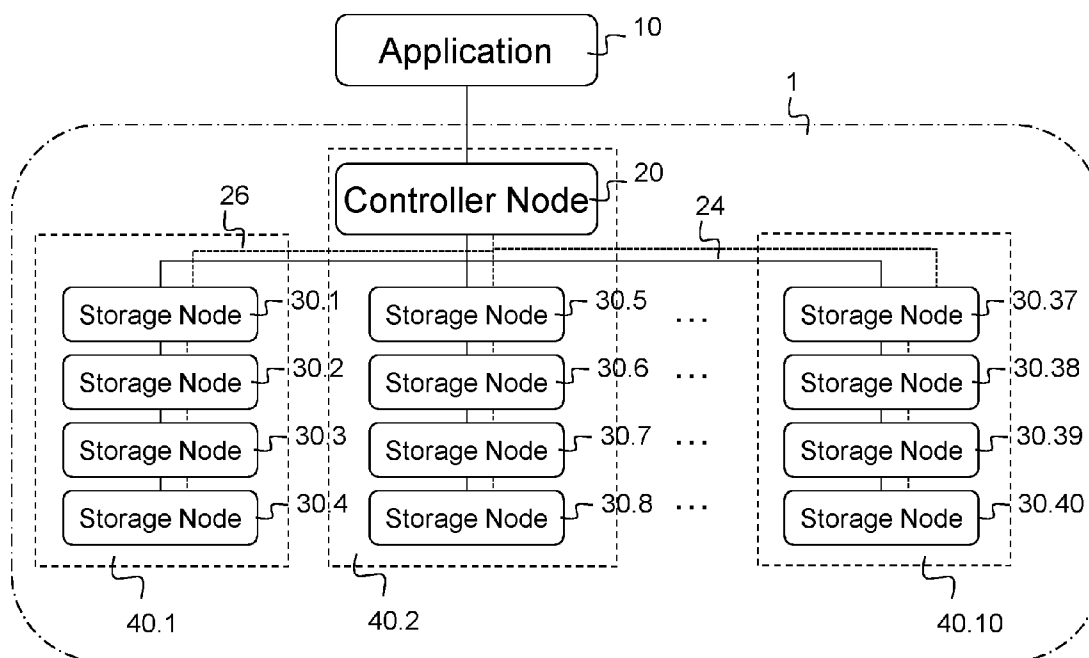 Application
10
1
Controller Node
20
26
24
Storage Node 30.1 Storage Node 30.5 ... Storage Node 30.37
Storage Node 30.2 Storage Node 30.6 ... Storage Node 30.38
Storage Node 30.3 Storage Node 30.7 ... Storage Node 30.39
Storage Node 30.4 Storage Node 30.8 ... Storage Node 30.40
40.1 40.2 40.10